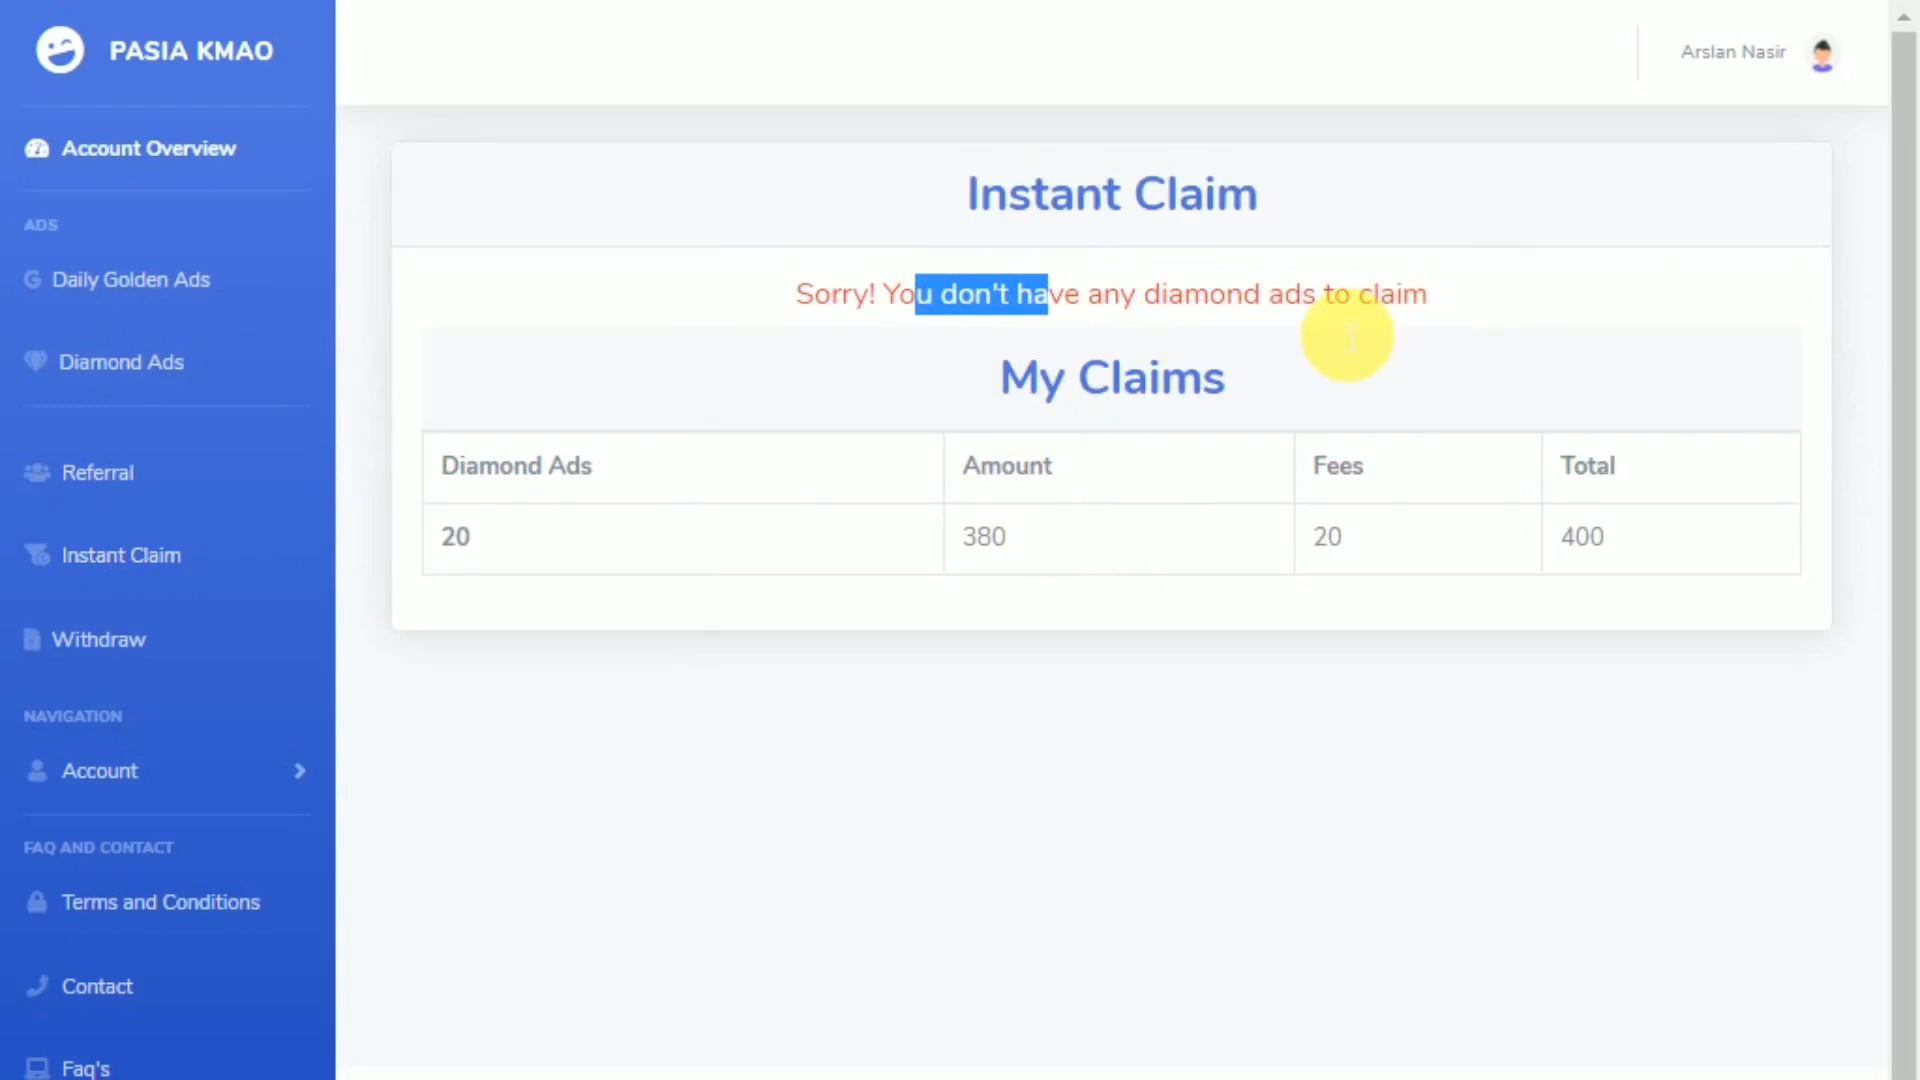 PASIA KMAO
Arslan Nasir
Account Overview
ADS
Daily Golden Ads
Diamond Ads
Referral
Instant Claim
Withdraw
NAVIGATION
Account
FAQ AND CONTACT
Terms and Conditions
Contact
Faq's
Instant Claim
Sorry! You don't have any diamond ads to claim
My Claims
Diamond Ads Amount Fees Total
20 380 20 400